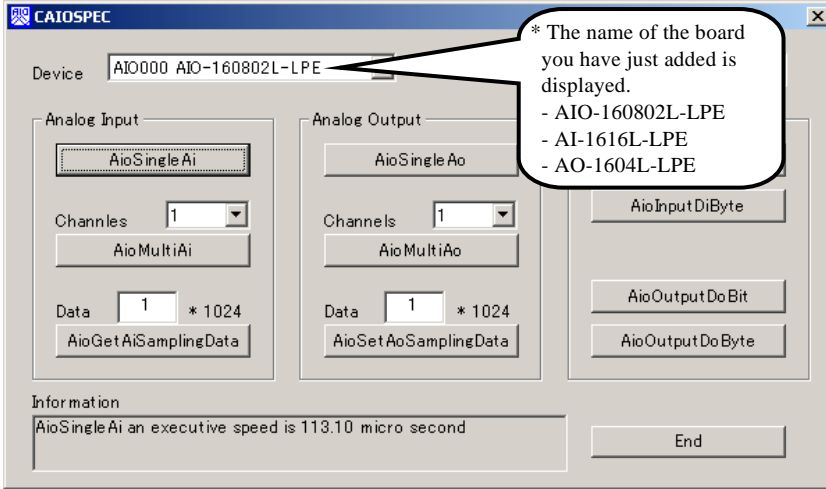 CAIOSPEC
* The name of the board
you have just added is
displayed.
- AIO-160802L-LPE
- AI-1616L-LPE
- AO-1604L-LPE
Device AIO000 AIO-160802L-LPE
Analog Input
AioSingleAi
Channles 1
AioMultiAi
Data 1 * 1024
AioGetAiSamplingData
Analog Output
AioSingleAo
Channels 1
AioMultiAo
Data 1 * 1024
AioSetAoSamplingData
AioInputDiByte
AioOutputDoBit
AioOutputDoByte
Information
AioSingleAi an executive speed is 113.10 micro second
End